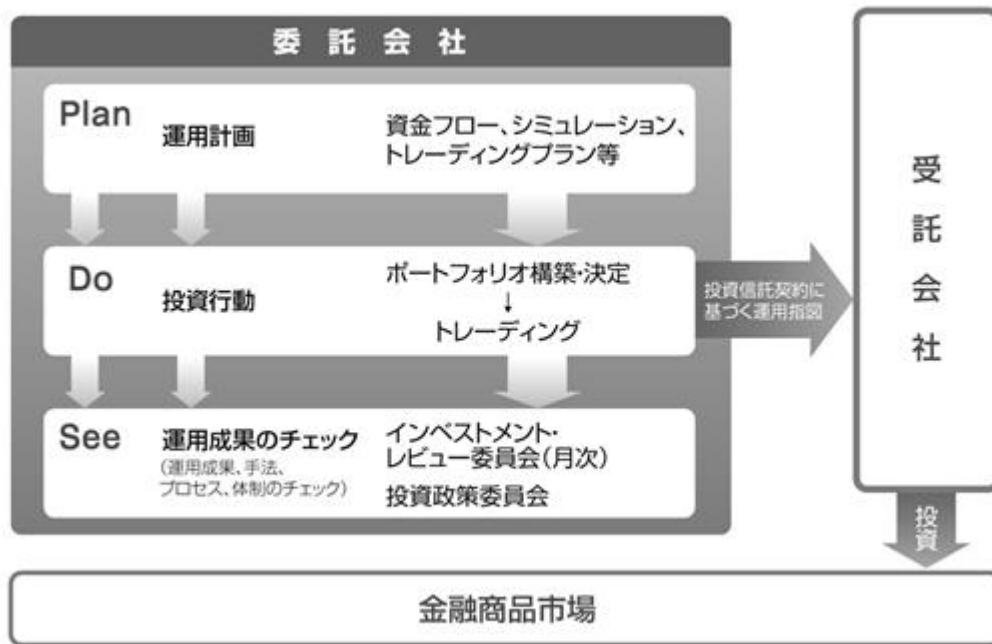 委託会社
Plan
運用計画
資金フロー、シミュレーション、
トレーディングプラン等
Do
投資行動
ポートフォリオ構築・決定
↓
トレーディング
See
運用成果のチェック
(運用成果、手法、
プロセス、体制のチェック)
インベストメント・
レビュー委員会(月次)
投資政策委員会
投資信託契約に
基づく運用指図
受託会社
投資
金融商品市場